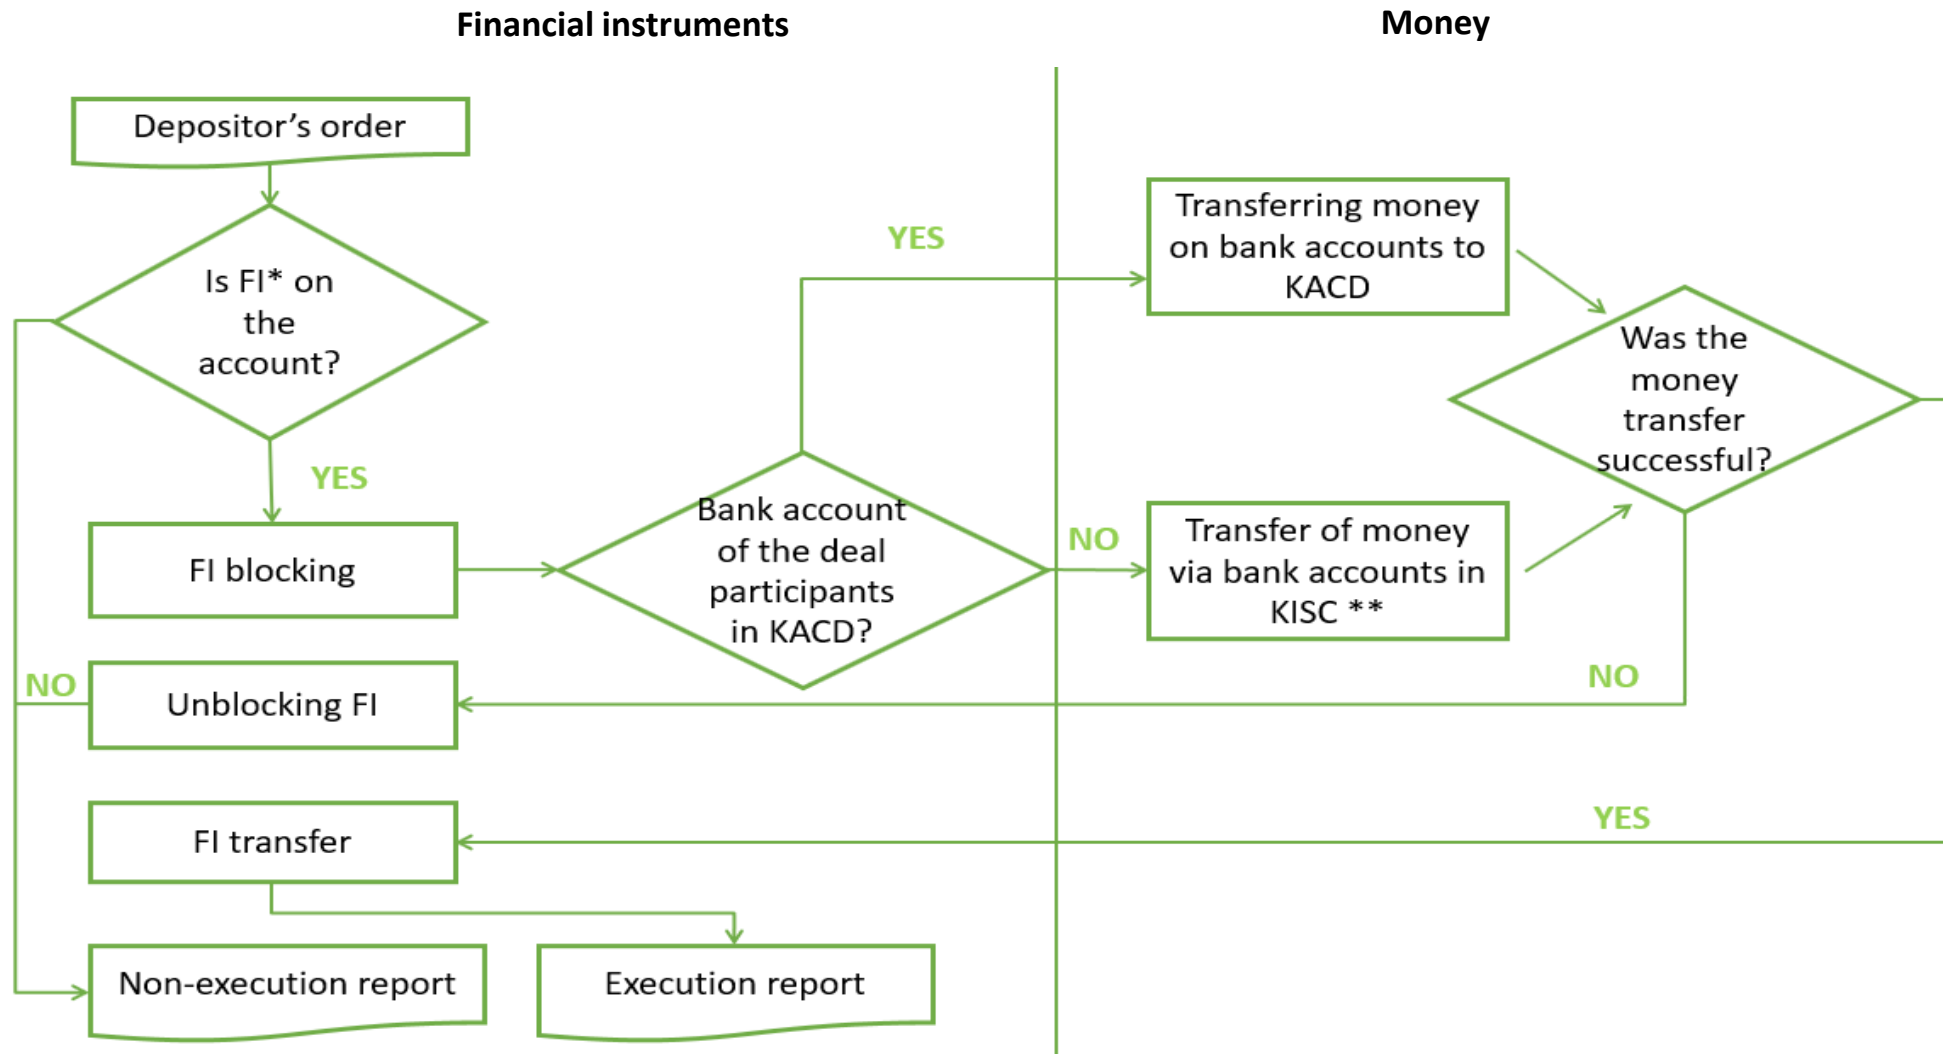 Financial instruments
Money
Depositor’s order
Is FI* on
the
account?
YES
FI blocking
NO
Unblocking FI
FI transfer
Non-execution report
Execution report
Bank account
of the deal
participants
in KACD?
YES
NO
Transferring money
on bank accounts to
KACD
Transfer of money
via bank accounts in
KISC **
Was the
money
transfer
successful?
NO
YES